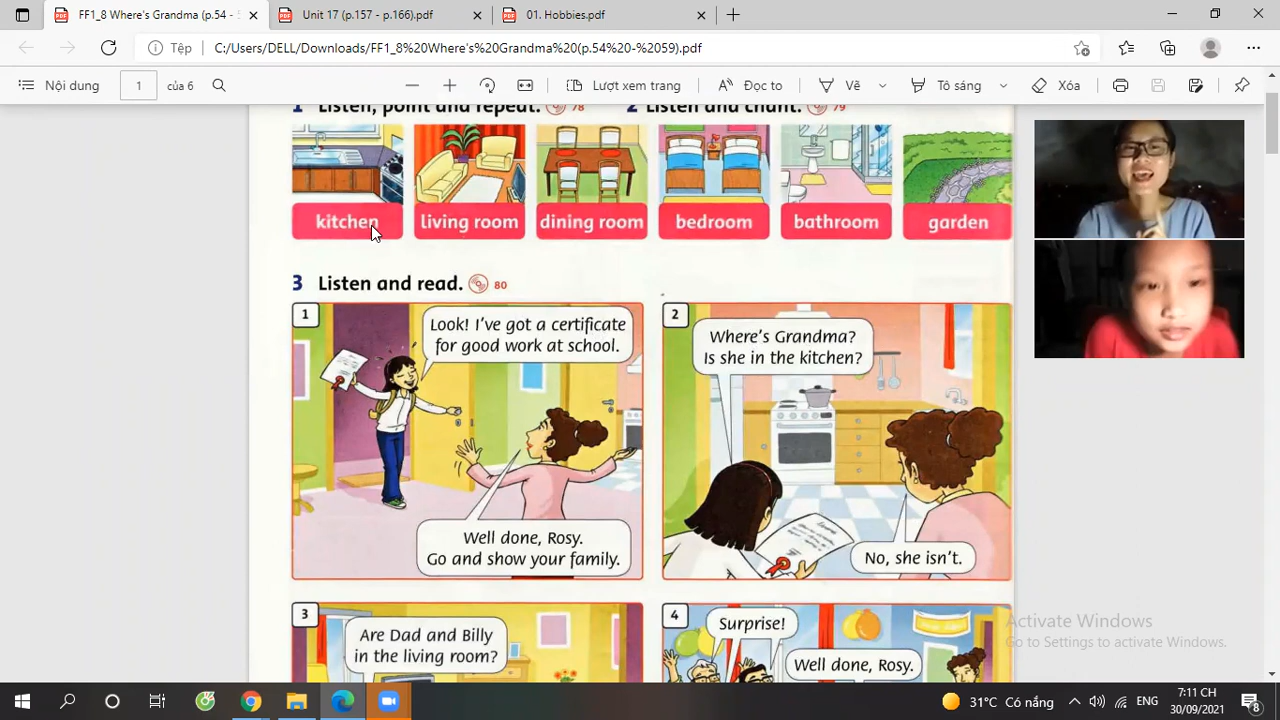 FF1_8 Where's Grandma (p.54 - 5
Unit 17 (p.157 - p.166).pdf
01. Hobbies.pdf
Tệp
C:/Users/DELL/Downloads/FF1_8%20Where's%20Grandma%20(p.54%20-%2059).pdf
Nội dung
1
của 6
Lượt xem trang
Đọc to
Vẽ
Tô sáng
Xóa
1 Listen, point and repeat. 78
2 Listen and chant. 79
kitchen
living room
dining room
bedroom
bathroom
garden
3 Listen and read. 80
1
Look! I've got a certificate
for good work at school.
Well done, Rosy.
Go and show your family.
2
Where's Grandma?
Is she in the kitchen?
No, she isn't.
3
Are Dad and Billy
in the living room?
4
Surprise!
Well done, Rosy.
Activate Windows
Go to Settings to activate Windows.
31°C Có nắng
ENG
7:11 CH
30/09/2021
8